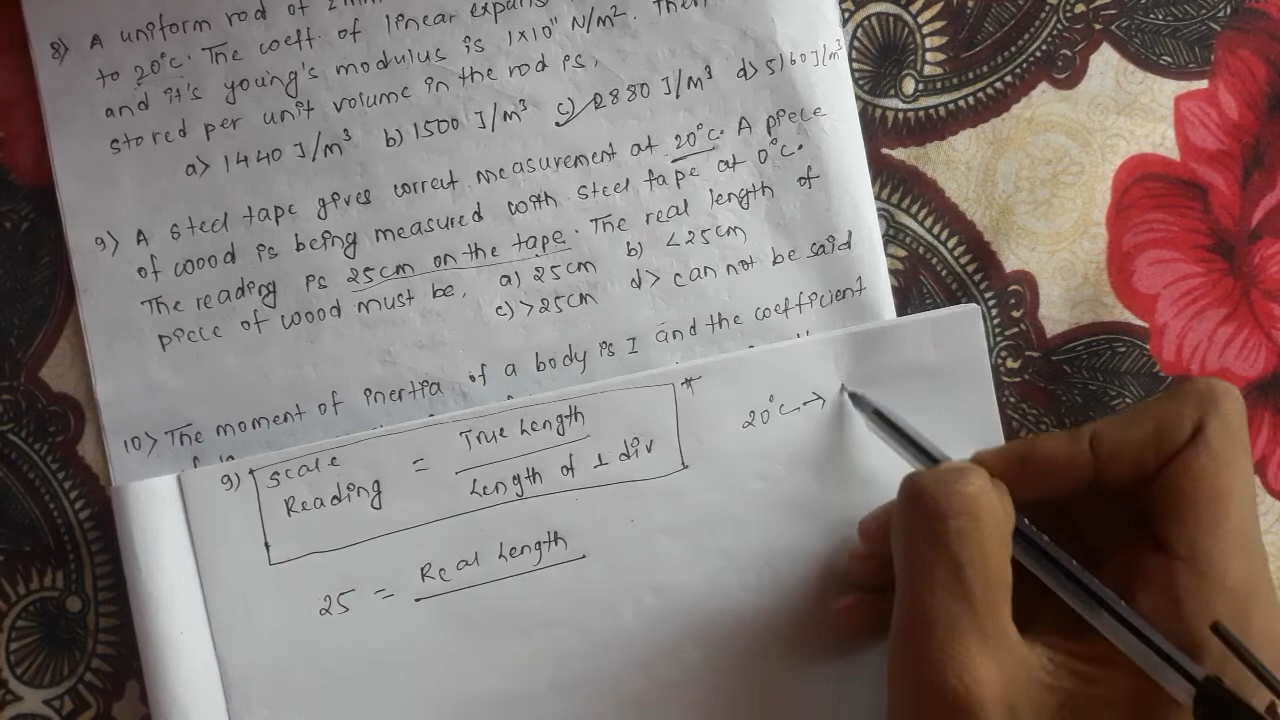 8) A uniform rod of
to 20°c. The coeft. of linear expans
and it's young's modulus is 1×10¹¹ N/m². Then
stored per unit volume in the rod is,
a) 1440 J/m³ b) 1500 J/m³ c) 2880 J/m³ d) 5160 J/m³
9) A steel tape gives correct measurement at 20°c. A piece
of wood is being measured with steel tape at 0°c.
The reading is 25cm on the tape. The real length of
piece of wood must be, a) 25cm b) <25cm
c) >25cm d) can not be said
10) The moment of inertia of a body is I and the coefficient
9) Scale Reading = True Length / Length of 1 div *
20°C →
25 = Real Length